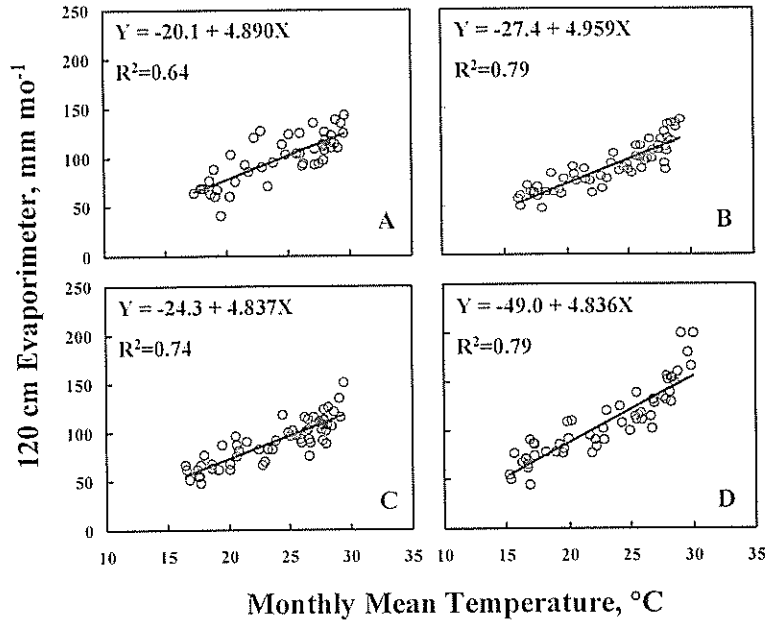 250
200
150
100
50
0
Y = -20.1 + 4.890X
R²=0.64
A
Y = -27.4 + 4.959X
R²=0.79
B
250
200
150
100
50
0
Y = -24.3 + 4.837X
R²=0.74
C
Y = -49.0 + 4.836X
R²=0.79
D
10 15 20 25 30 10 15 20 25 30 35
120 cm Evaporimeter, mm mo⁻¹
Monthly Mean Temperature, °C